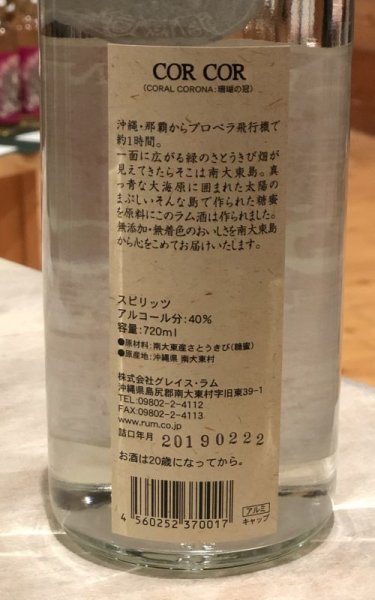 COR COR
(CORAL CORONA:珊瑚の冠)
沖縄・那覇からプロペラ飛行機で
約1時間。
一面に広がる緑のさとうきび畑が
見えてきたらそこは南大東島。真
っ青な大海原に囲まれた太陽の
まぶしいそんな島で作られた糖蜜
を原料にこのラム酒は作られました。
無添加・無着色のおいしさを南大東島
から心をこめてお届けいたします。
スピリッツ
アルコール分:40%
容量:720ml
●原材料:南大東産さとうきび(糖蜜)
●原産地:沖縄県 南大東村
株式会社グレイス・ラム
沖縄県島尻郡南大東村字旧東39-1
TEL:09802-2-4112
FAX:09802-2-4113
www.rum.co.jp
詰口年月 20190222
お酒は20歳になってから。
4 560252 370017
アルミ
キャップ